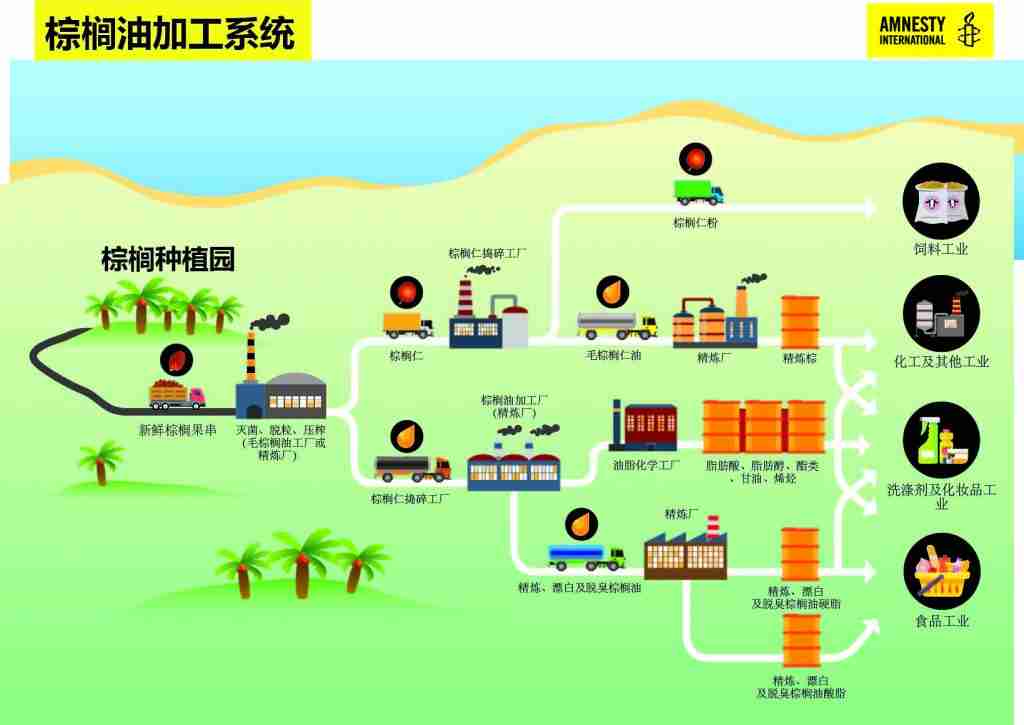 棕榈油加工系统
AMNESTY
INTERNATIONAL
棕榈仁粉
饲料工业
棕榈种植园
棕榈仁捣碎工厂
棕榈仁
毛棕榈仁油
精炼厂
精炼棕
化工及其他工业
新鲜棕榈果串
灭菌、脱粒、压榨
(毛棕榈油工厂或
精炼厂)
棕榈油加工厂
(精炼厂)
棕榈仁捣碎工厂
油脂化学工厂
脂肪酸、脂肪醇、酯类
、甘油、烯烃
洗涤剂及化妆品工
业
精炼厂
精炼、漂白及脱臭棕榈油
精炼、漂白
及脱臭棕榈油硬脂
食品工业
精炼、漂白
及脱臭棕榈油酸脂